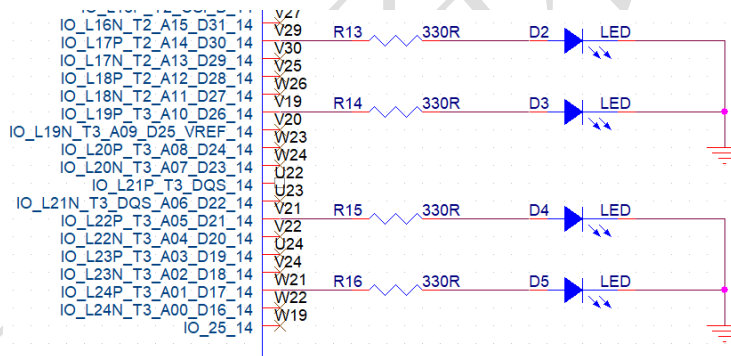 IO_L16N_T2_A15_D31_14 V27
IO_L17P_T2_A14_D30_14 V29 R13 330R D2 LED
IO_L17N_T2_A13_D29_14 V30
IO_L18P_T2_A12_D28_14 V25
IO_L18N_T2_A11_D27_14 W26
IO_L19P_T3_A10_D26_14 V19 R14 330R D3 LED
IO_L19N_T3_A09_D25_VREF_14 V20
IO_L20P_T3_A08_D24_14 W23
IO_L20N_T3_A07_D23_14 W24
IO_L21P_T3_DQS_14 U22
IO_L21N_T3_DQS_A06_D22_14 U23
IO_L22P_T3_A05_D21_14 V21 R15 330R D4 LED
IO_L22N_T3_A04_D20_14 V22
IO_L23P_T3_A03_D19_14 U24
IO_L23N_T3_A02_D18_14 V24
IO_L24P_T3_A01_D17_14 W21 R16 330R D5 LED
IO_L24N_T3_A00_D16_14 W22
IO_25_14 W19